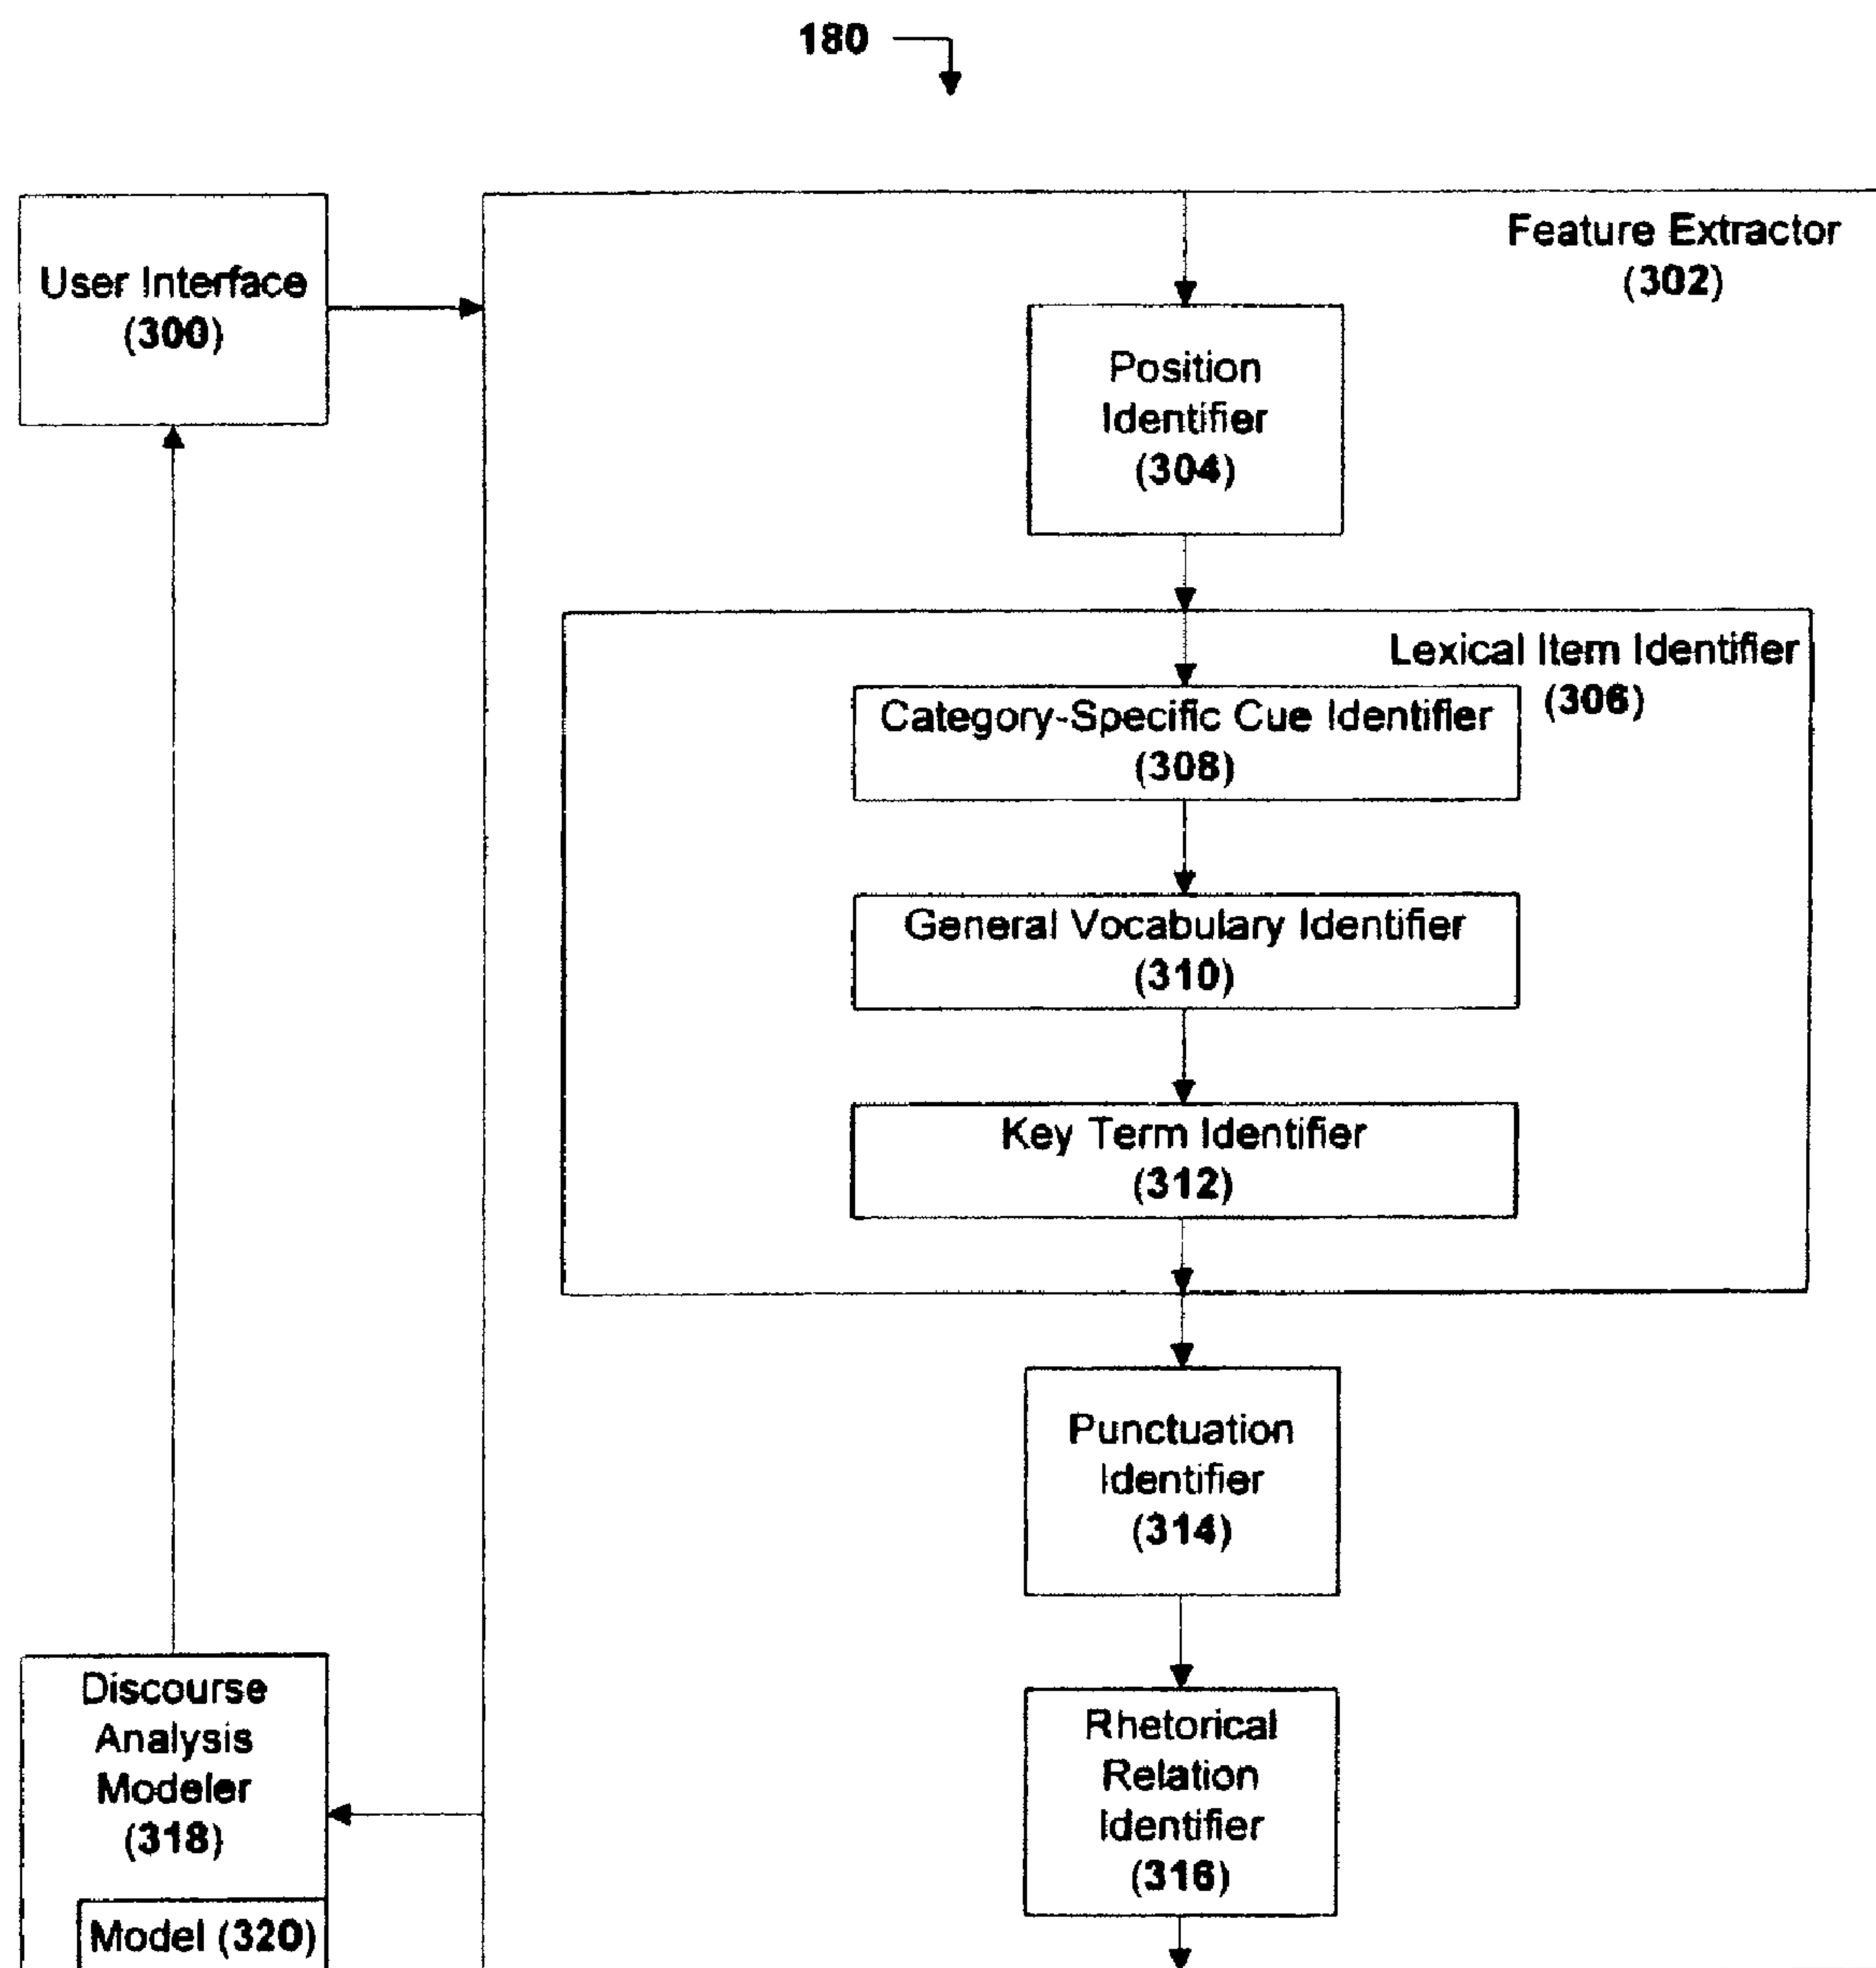 180
User Interface
(300)
Feature Extractor
(302)
Position
Identifier
(304)
Lexical Item Identifier
(306)
Category-Specific Cue Identifier
(308)
General Vocabulary Identifier
(310)
Key Term Identifier
(312)
Punctuation
Identifier
(314)
Discourse
Analysis
Modeler
(318)
Model (320)
Rhetorical
Relation
Identifier
(316)